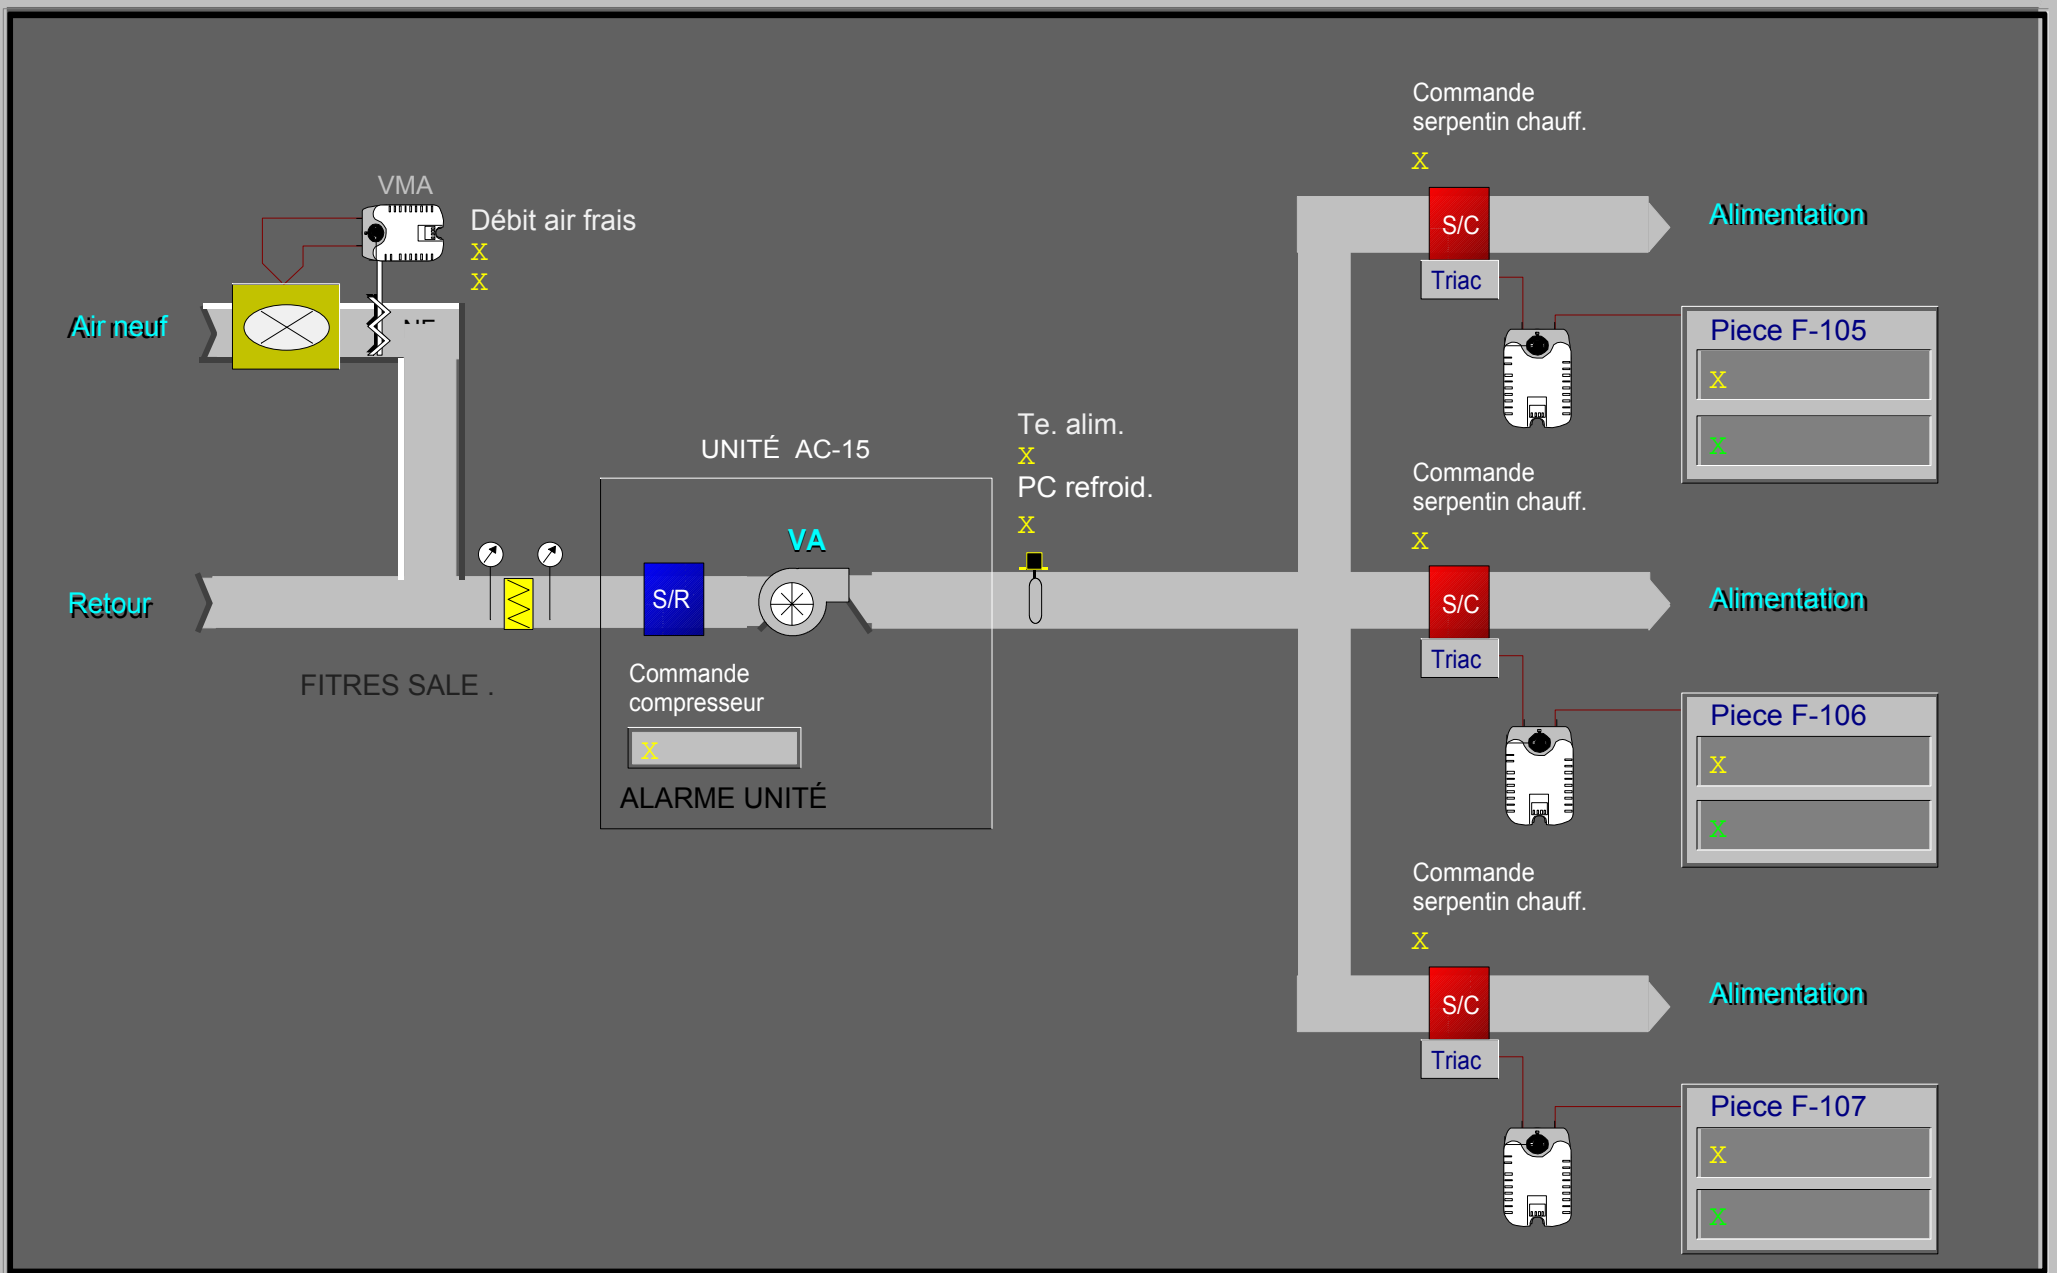 Commande
serpentin chauff.
X
VMA
Débit air frais
X
X
S/C
Alimentation
Triac
Air neuf
Piece F-105
X
X
Te. alim.
X
PC refroid.
X
UNITÉ AC-15
Commande
serpentin chauff.
X
VA
S/R
Retour
S/C
Alimentation
Triac
FITRES SALE .
Commande
compresseur
X
ALARME UNITÉ
Piece F-106
X
X
Commande
serpentin chauff.
X
S/C
Alimentation
Triac
Piece F-107
X
X